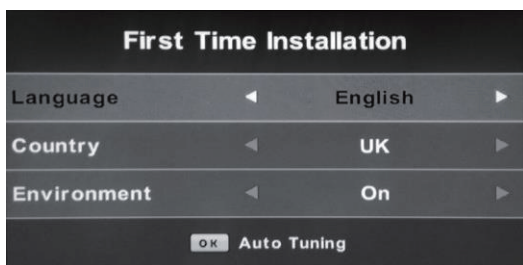 First Time Installation
Language English
Country UK
Environment On
OK Auto Tuning